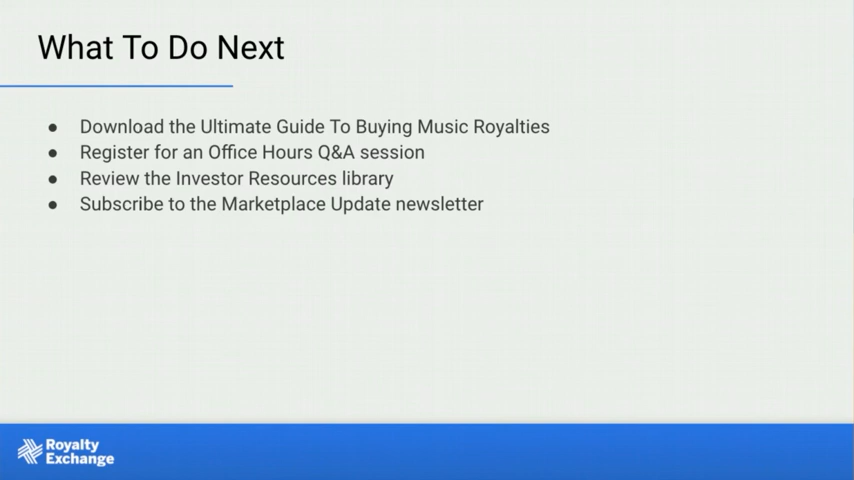 What To Do Next
● Download the Ultimate Guide To Buying Music Royalties
● Register for an Office Hours Q&A session
● Review the Investor Resources library
● Subscribe to the Marketplace Update newsletter
Royalty
Exchange